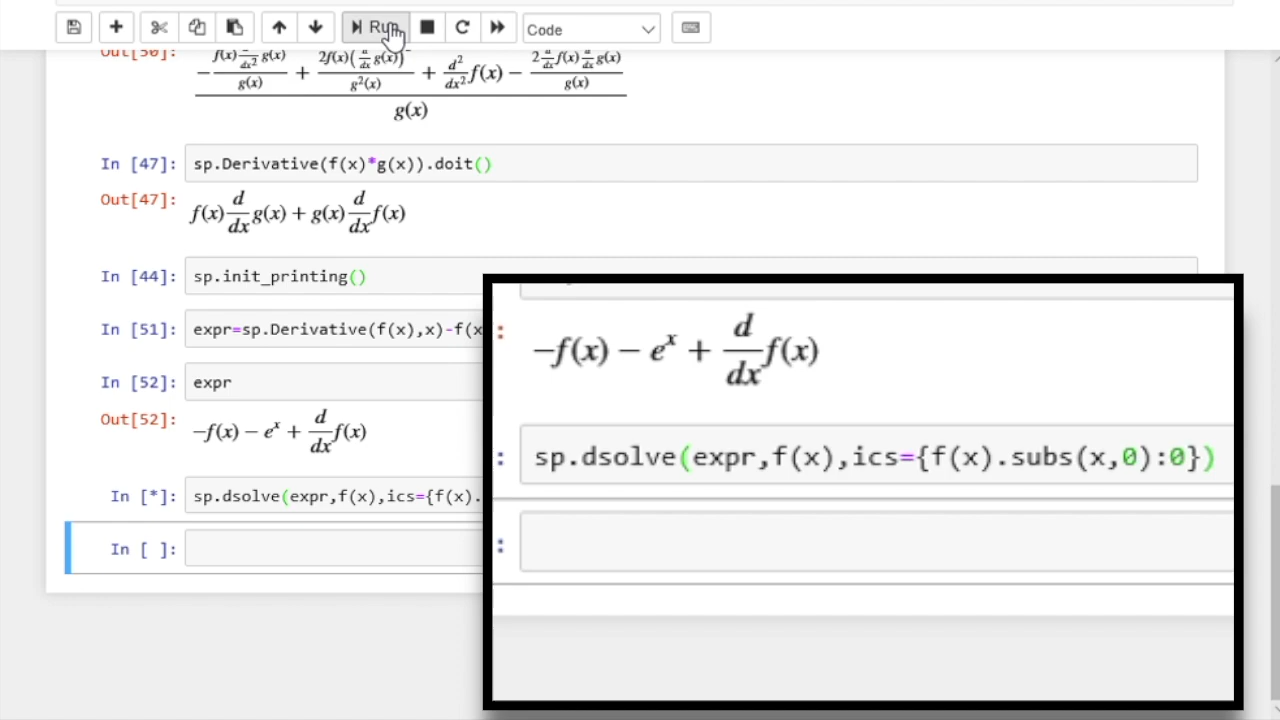 Run
Code
Out[50]:
In [47]: sp.Derivative(f(x)*g(x)).doit()
Out[47]: f(x) d/dx g(x) + g(x) d/dx f(x)
In [44]: sp.init_printing()
In [51]: expr=sp.Derivative(f(x),x)-f(x
In [52]: expr
Out[52]: −f(x) − e^x + d/dx f(x)
In [*]: sp.dsolve(expr,f(x),ics={f(x).
In [ ]:
: −f(x) − e^x + d/dx f(x)
: sp.dsolve(expr,f(x),ics={f(x).subs(x,0):0})
: